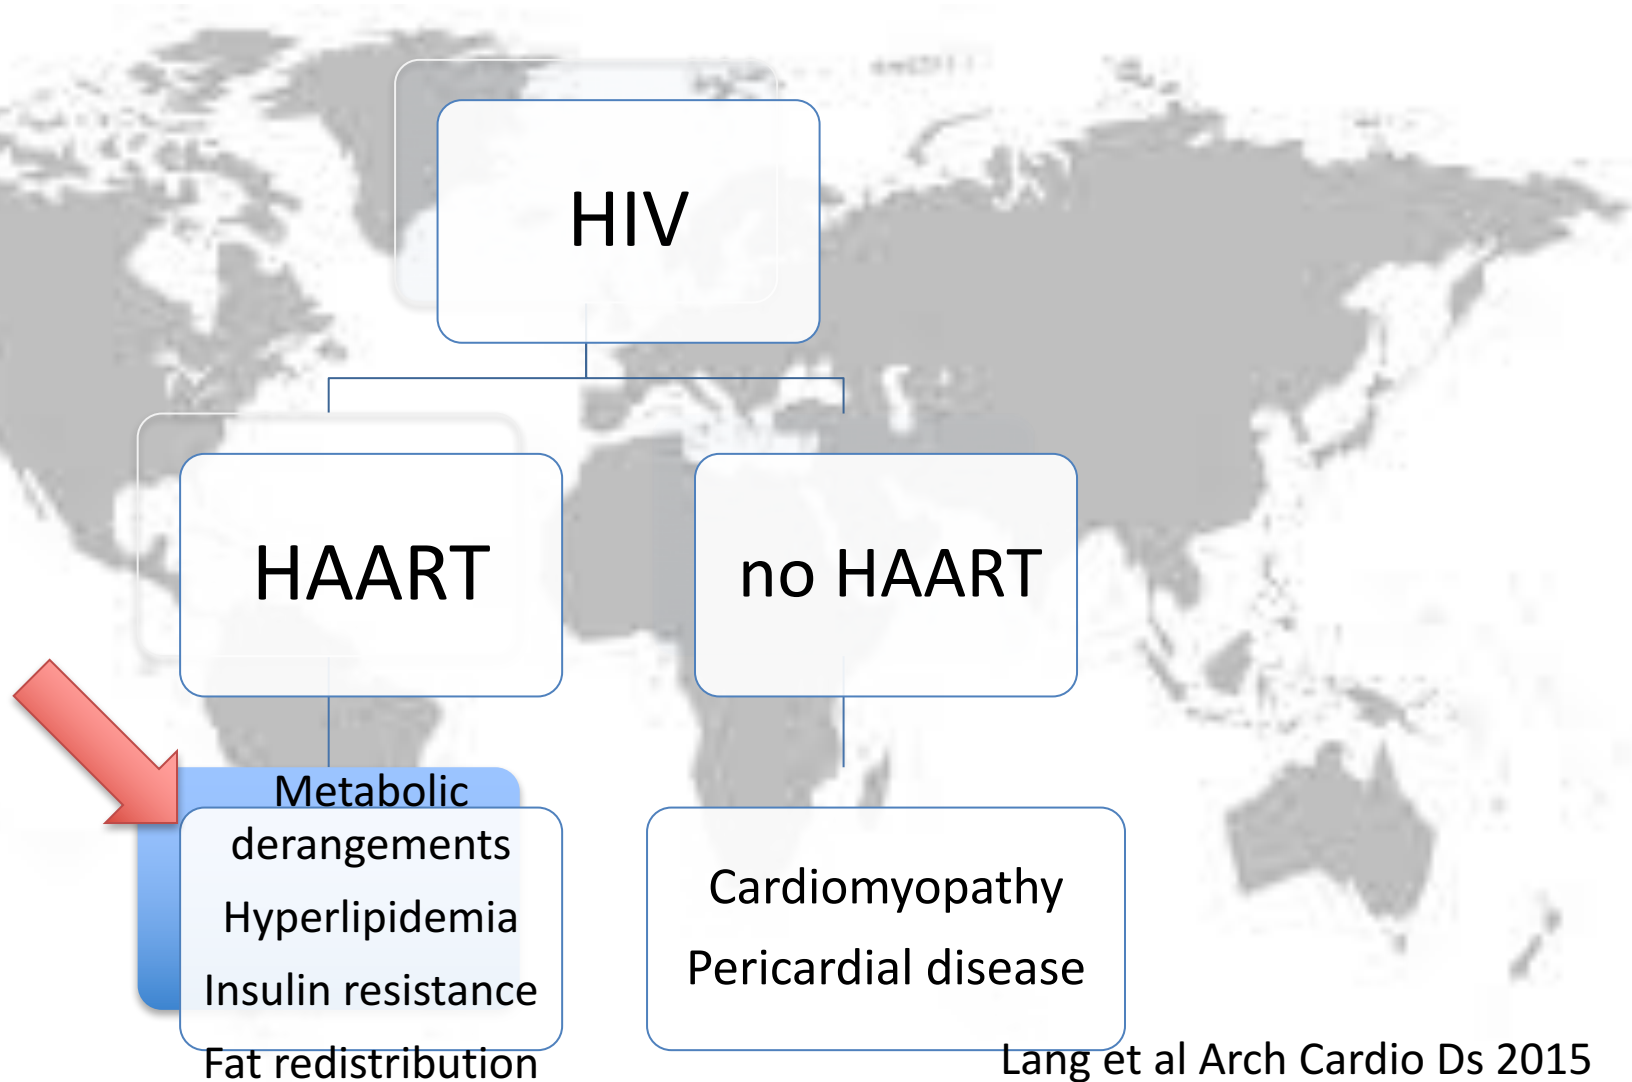 HIV
HAART
no HAART
Metabolic
derangements
Hyperlipidemia
Insulin resistance
Fat redistribution
Cardiomyopathy
Pericardial disease
Lang et al Arch Cardio Ds 2015